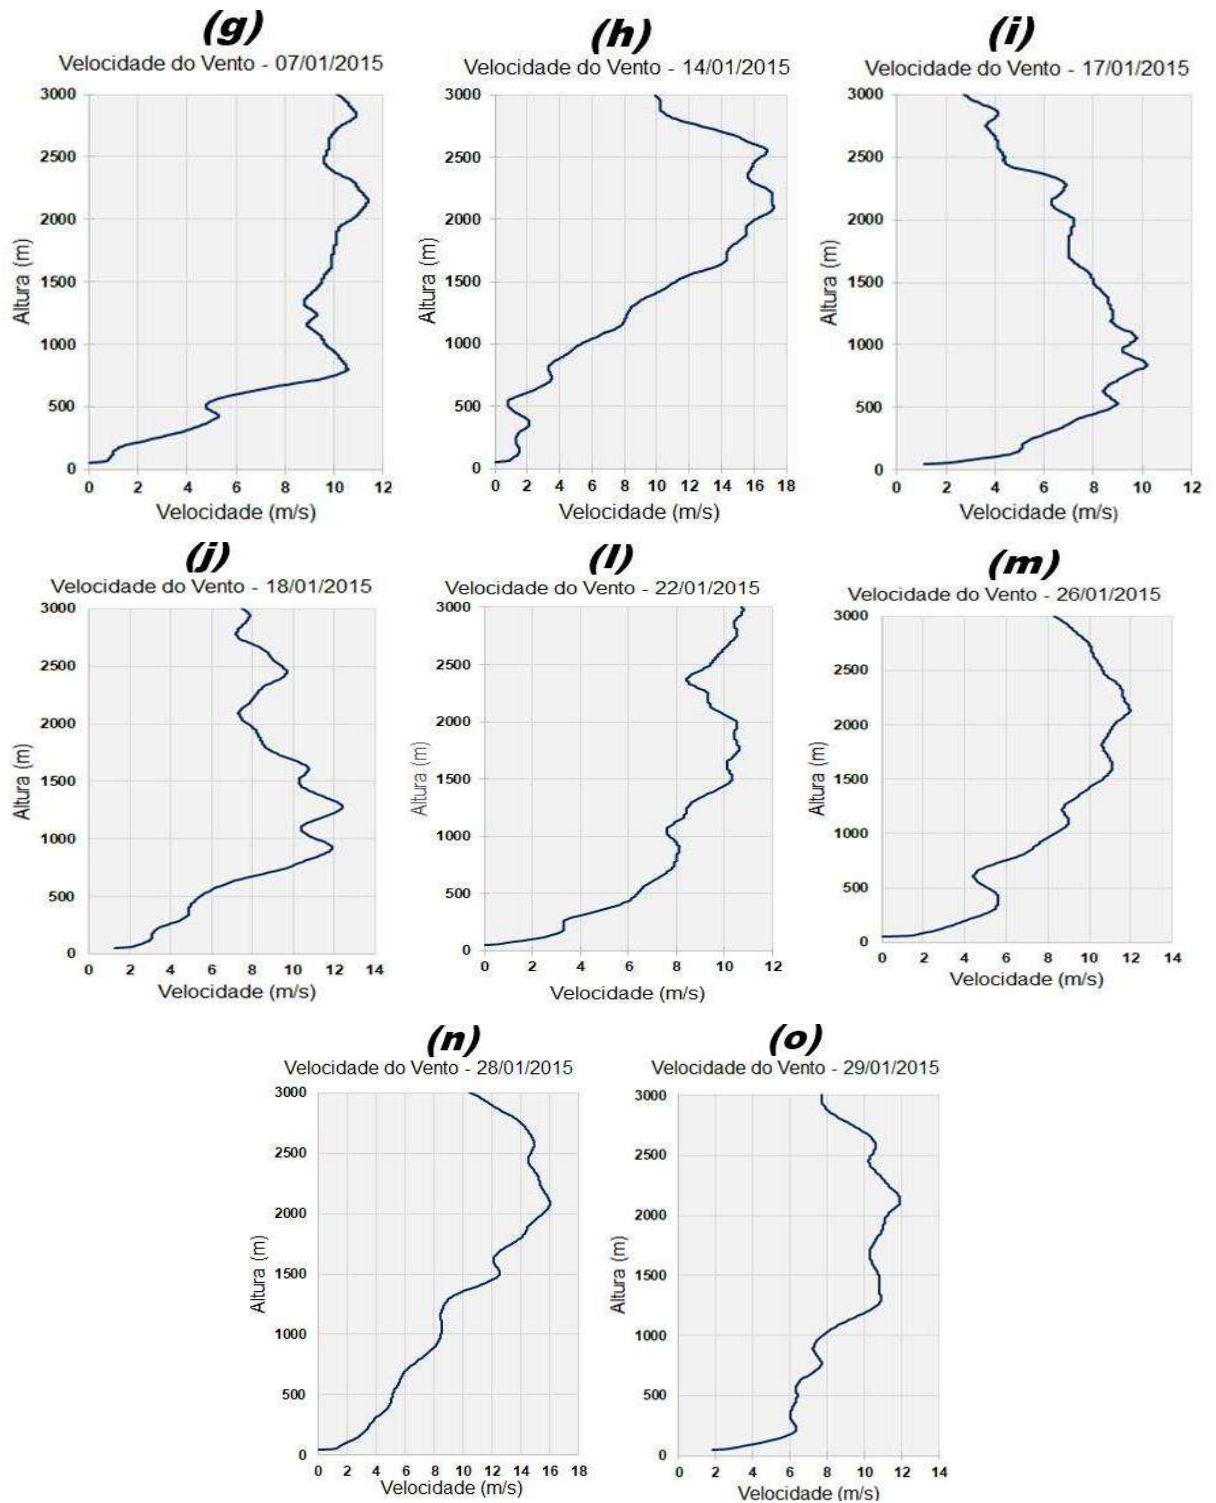 (g)
Velocidade do Vento - 07/01/2015
3000
2500
2000
1500
1000
500
0
Altura (m)
0 2 4 6 8 10 12
Velocidade (m/s)
(h)
Velocidade do Vento - 14/01/2015
3000
2500
2000
1500
1000
500
0
Altura (m)
0 2 4 6 8 10 12 14 16 18
Velocidade (m/s)
(i)
Velocidade do Vento - 17/01/2015
3000
2500
2000
1500
1000
500
0
Altura (m)
0 2 4 6 8 10 12
Velocidade (m/s)
(j)
Velocidade do Vento - 18/01/2015
3000
2500
2000
1500
1000
500
0
Altura (m)
0 2 4 6 8 10 12 14
Velocidade (m/s)
(l)
Velocidade do Vento - 22/01/2015
3000
2500
2000
1500
1000
500
0
Altura (m)
0 2 4 6 8 10 12
Velocidade (m/s)
(m)
Velocidade do Vento - 26/01/2015
3000
2500
2000
1500
1000
500
0
Altura (m)
0 2 4 6 8 10 12 14
Velocidade (m/s)
(n)
Velocidade do Vento - 28/01/2015
3000
2500
2000
1500
1000
500
0
Altura (m)
0 2 4 6 8 10 12 14 16 18
Velocidade (m/s)
(o)
Velocidade do Vento - 29/01/2015
3000
2500
2000
1500
1000
500
0
Altura (m)
0 2 4 6 8 10 12 14
Velocidade (m/s)